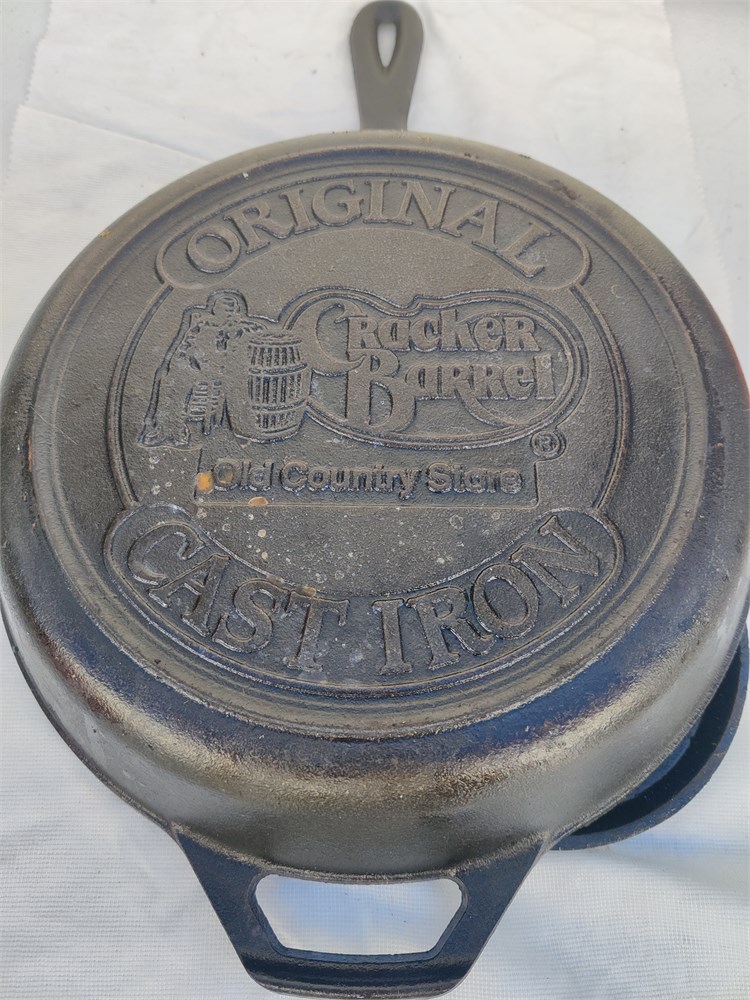 ORIGINAL
Cracker
Barrel
®
Old Country Store
CAST IRON